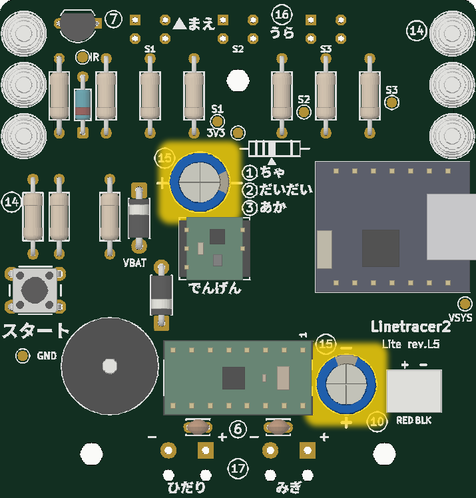 ⑦
▲まえ
⑯
うら
⑭
IR
S1
S2
S3
S1
S2
S3
3V3
⑮
+
−
①ちゃ
②だいだい
③あか
⑭
VBAT
でんげん
スタート
GND
VSYS
Linetracer2
Lite rev.L5
1
⑮
−
+
+ −
RED BLK
⑩
− + ⑥ − +
⑰
ひだり
みぎ